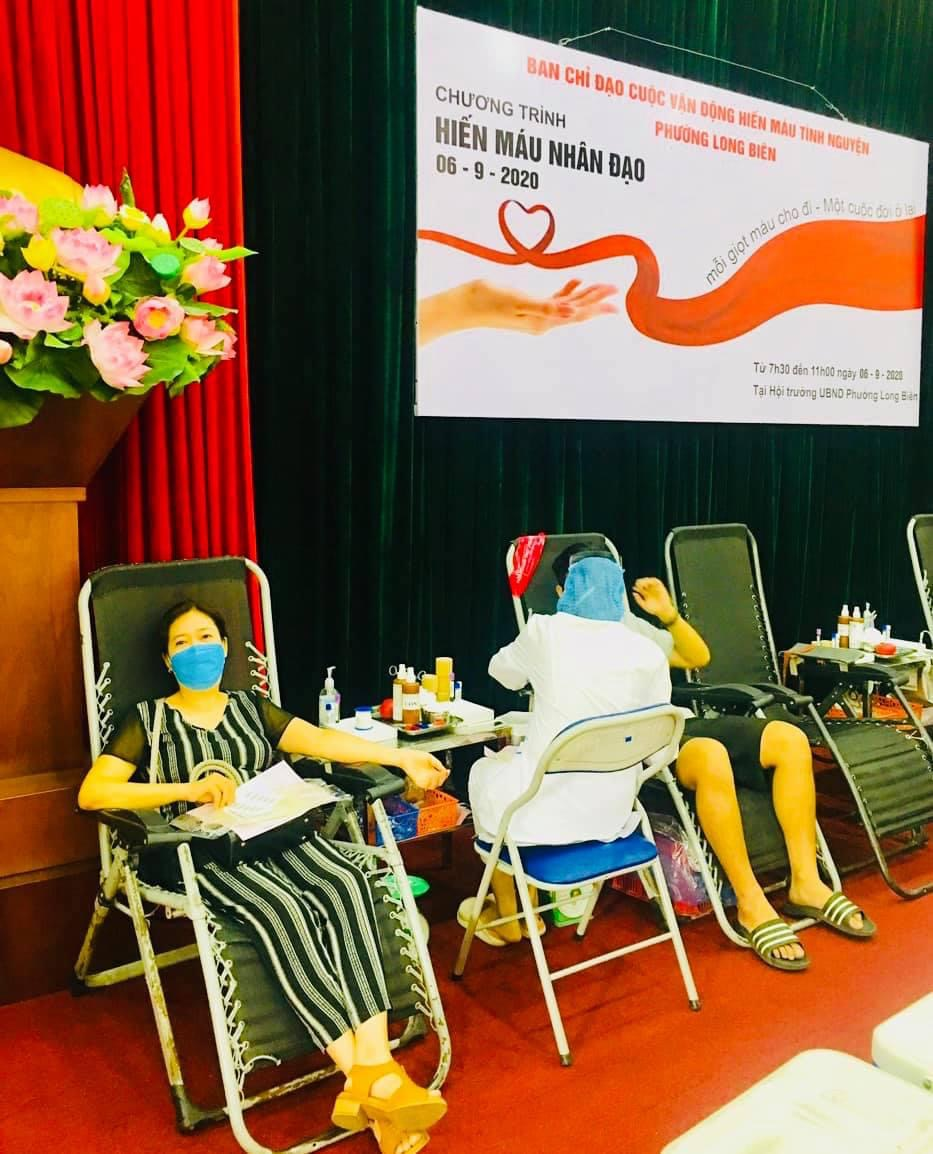 BAN CHỈ ĐẠO CUỘC VẬN ĐỘNG HIẾN MÁU TÌNH NGUYỆN
PHƯỜNG LONG BIÊN
CHƯƠNG TRÌNH
HIẾN MÁU NHÂN ĐẠO
06 - 9 - 2020
mỗi giọt máu cho đi - Một cuộc đời ở lại
Từ 7h30 đến 11h00 ngày 06 - 9 - 2020
Tại Hội trường UBND Phường Long Biên